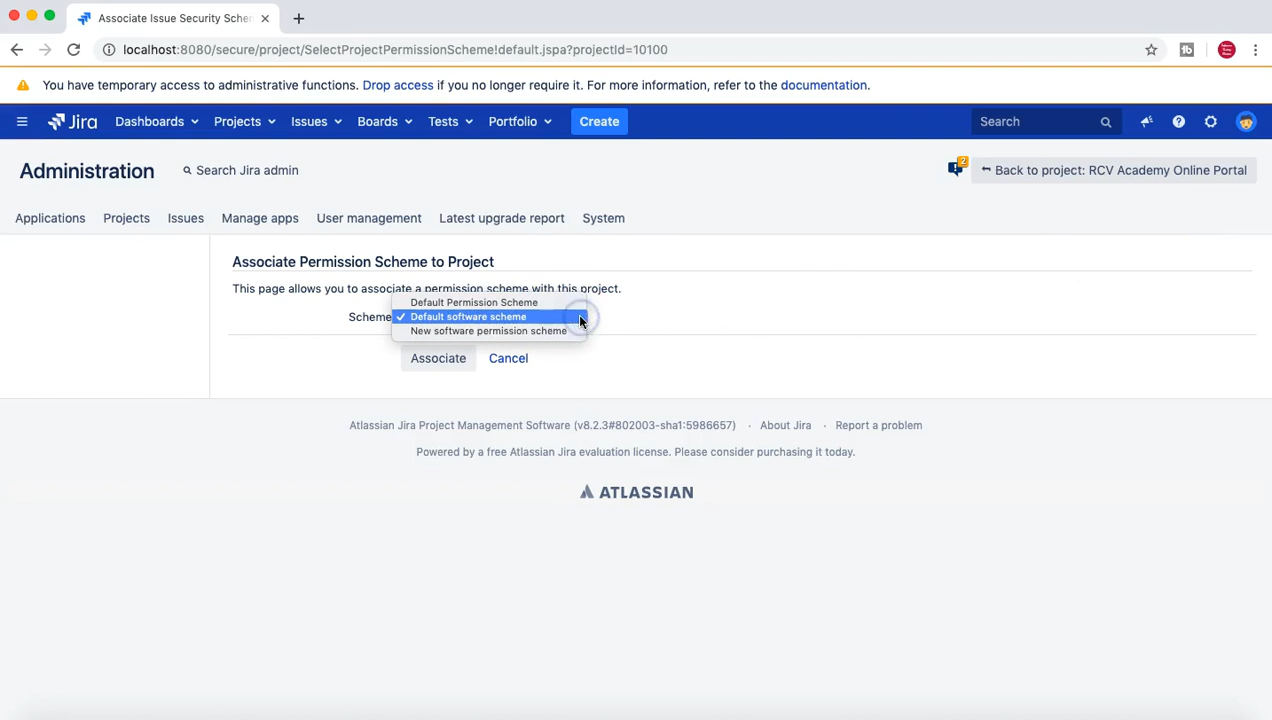 Associate Issue Security Sche
localhost:8080/secure/project/SelectProjectPermissionScheme!default.jspa?projectId=10100
You have temporary access to administrative functions. Drop access if you no longer require it. For more information, refer to the documentation.
Jira Dashboards Projects Issues Boards Tests Portfolio Create Search
Administration Search Jira admin 2 Back to project: RCV Academy Online Portal
Applications Projects Issues Manage apps User management Latest upgrade report System
Associate Permission Scheme to Project
This page allows you to associate a permission scheme with this project.
Default Permission Scheme
Scheme ✓ Default software scheme
New software permission scheme
Associate Cancel
Atlassian Jira Project Management Software (v8.2.3#802003-sha1:5986657) · About Jira · Report a problem
Powered by a free Atlassian Jira evaluation license. Please consider purchasing it today.
ATLASSIAN